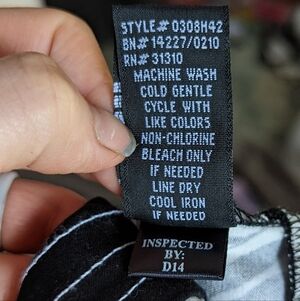 STYLE# 0308H42
BN# 14227/0210
RN# 31310
MACHINE WASH
COLD GENTLE
CYCLE WITH
LIKE COLORS
NON-CHLORINE
BLEACH ONLY
IF NEEDED
LINE DRY
COOL IRON
IF NEEDED
INSPECTED
BY:
D14